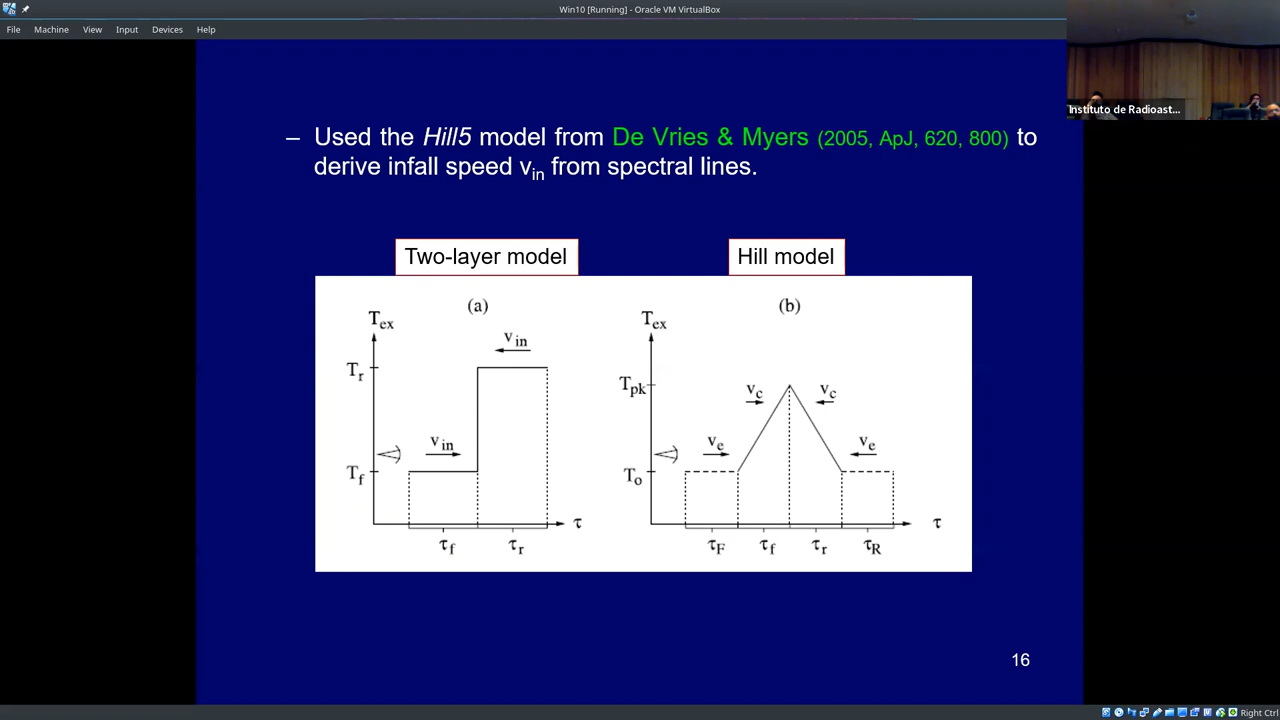 Win10 [Running] - Oracle VM VirtualBox
File Machine View Input Devices Help
Instituto de Radioast...
– Used the Hill5 model from De Vries & Myers (2005, ApJ, 620, 800) to
derive infall speed vin from spectral lines.
Two-layer model
Hill model
(a)
Tex
vin
Tr
vin
Tf
τ
τf τr
(b)
Tex
Tpk
vc vc
ve ve
To
τ
τF τf τr τR
16
Right Ctrl